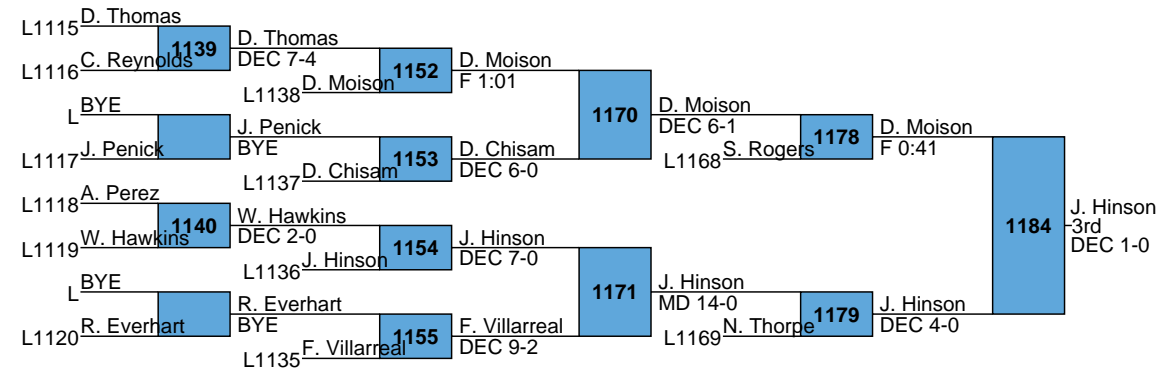 L1115 D. Thomas
1139
L1116 C. Reynolds
D. Thomas
DEC 7-4
1152
L1138 D. Moison
D. Moison
F 1:01
L BYE
L1117 J. Penick
J. Penick
BYE
1153
L1137 D. Chisam
D. Chisam
DEC 6-0
1170
D. Moison
DEC 6-1
1178
L1168 S. Rogers
D. Moison
F 0:41
L1118 A. Perez
1140
L1119 W. Hawkins
W. Hawkins
DEC 2-0
1154
L1136 J. Hinson
J. Hinson
DEC 7-0
L BYE
L1120 R. Everhart
R. Everhart
BYE
1155
L1135 F. Villarreal
F. Villarreal
DEC 9-2
1171
J. Hinson
MD 14-0
1179
L1169 N. Thorpe
J. Hinson
DEC 4-0
1184
J. Hinson
3rd
DEC 1-0